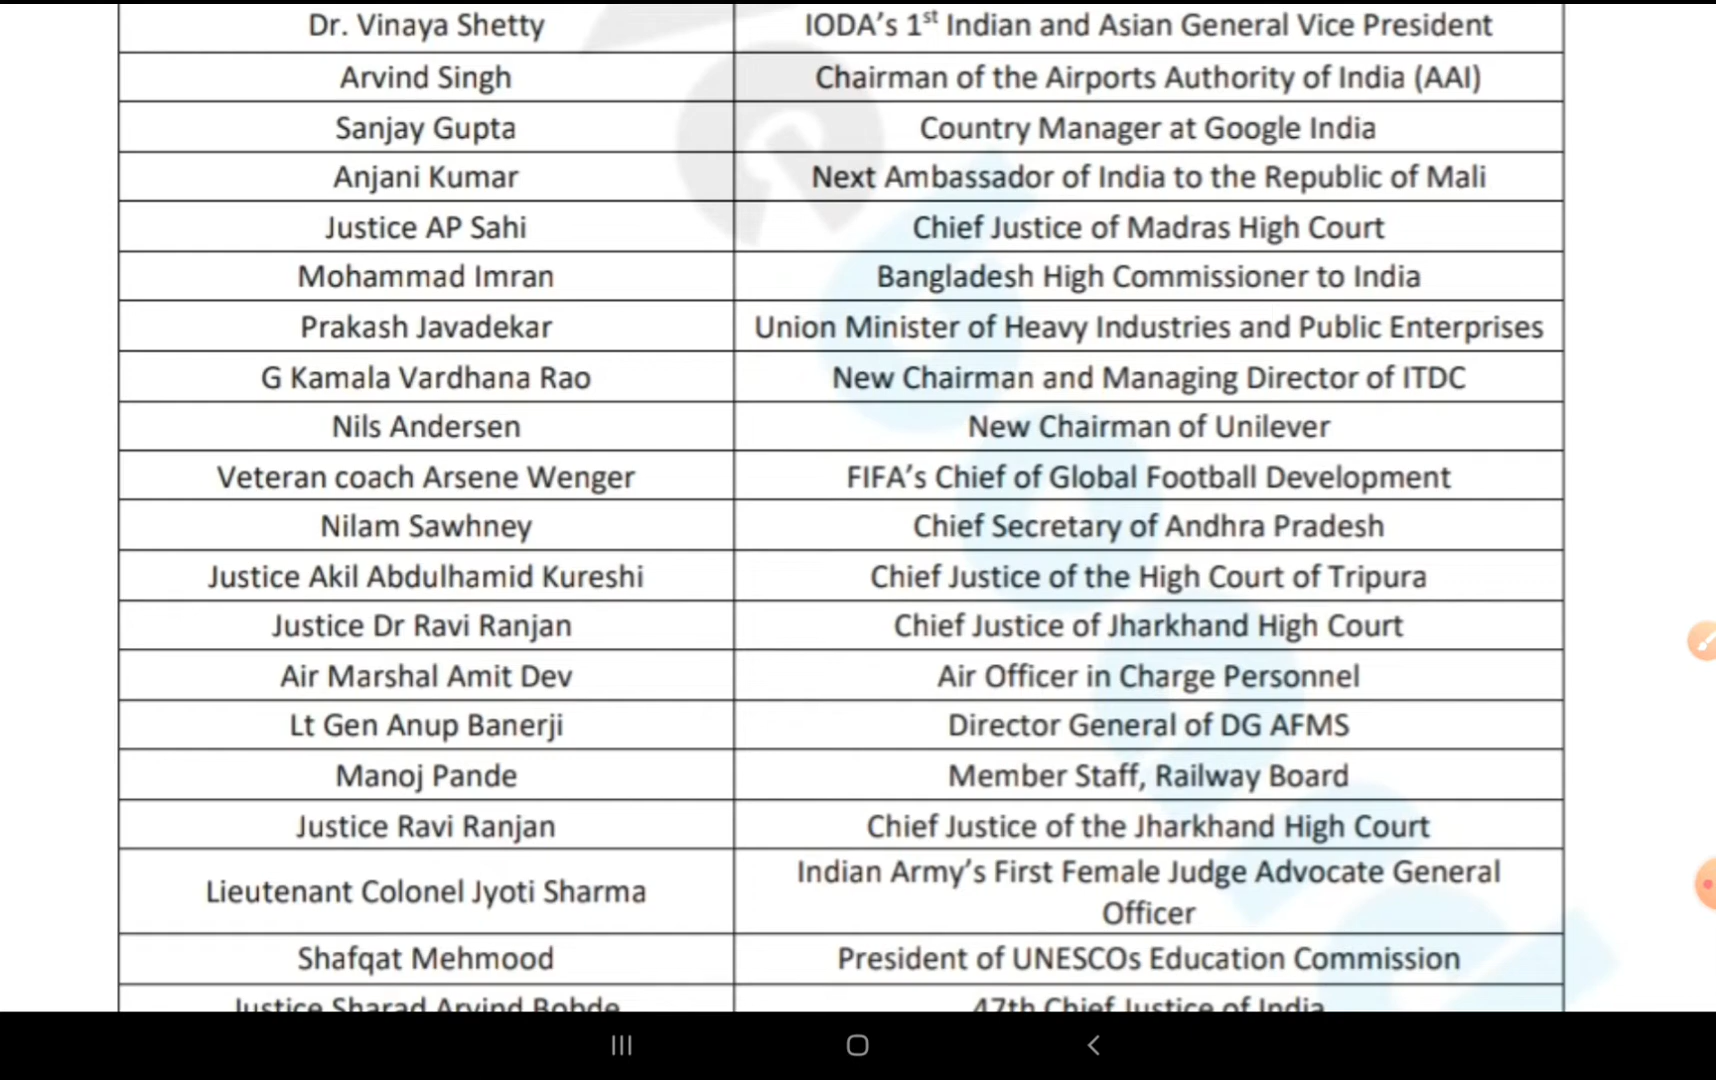 Dr. Vinaya Shetty IODA’s 1st Indian and Asian General Vice President
Arvind Singh Chairman of the Airports Authority of India (AAI)
Sanjay Gupta Country Manager at Google India
Anjani Kumar Next Ambassador of India to the Republic of Mali
Justice AP Sahi Chief Justice of Madras High Court
Mohammad Imran Bangladesh High Commissioner to India
Prakash Javadekar Union Minister of Heavy Industries and Public Enterprises
G Kamala Vardhana Rao New Chairman and Managing Director of ITDC
Nils Andersen New Chairman of Unilever
Veteran coach Arsene Wenger FIFA’s Chief of Global Football Development
Nilam Sawhney Chief Secretary of Andhra Pradesh
Justice Akil Abdulhamid Kureshi Chief Justice of the High Court of Tripura
Justice Dr Ravi Ranjan Chief Justice of Jharkhand High Court
Air Marshal Amit Dev Air Officer in Charge Personnel
Lt Gen Anup Banerji Director General of DG AFMS
Manoj Pande Member Staff, Railway Board
Justice Ravi Ranjan Chief Justice of the Jharkhand High Court
Lieutenant Colonel Jyoti Sharma Indian Army’s First Female Judge Advocate General
Officer
Shafqat Mehmood President of UNESCOs Education Commission
Justice Sharad Arvind Bobde 47th Chief Justice of India